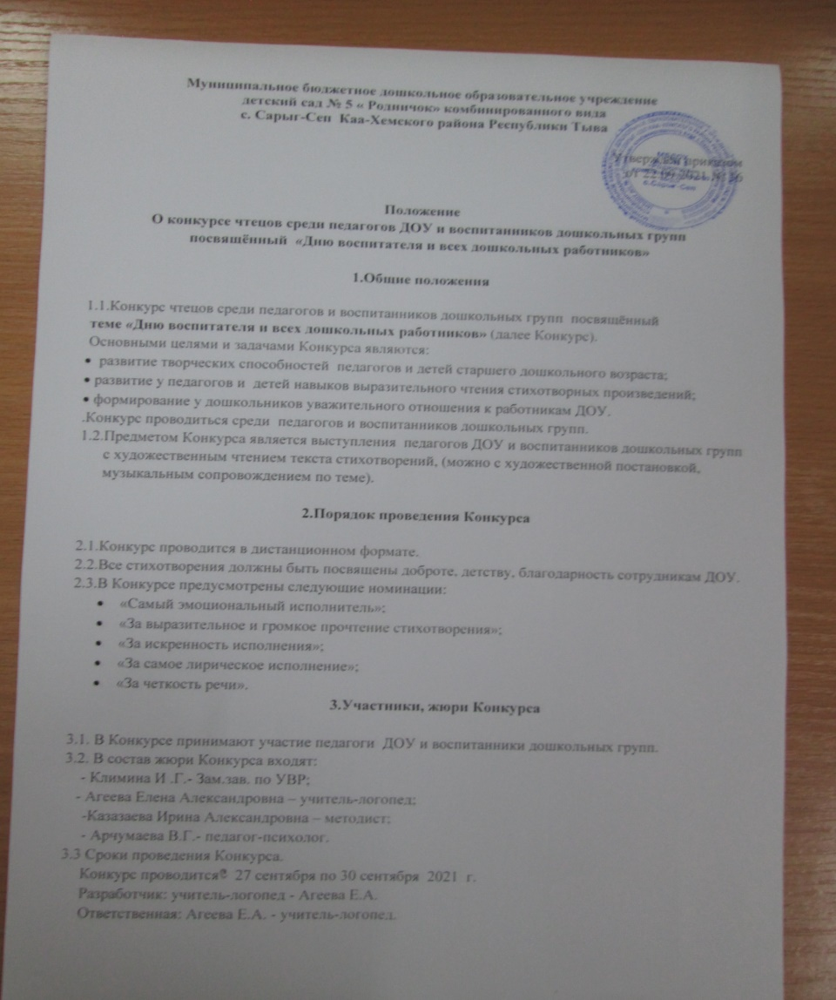 Муниципальное бюджетное дошкольное образовательное учреждение
детский сад № 5 « Родничок» комбинированного вида
с. Сарыг-Сеп Каа-Хемского района Республики Тыва
приказом
от 22.09.2021 №
с.Сарыг-Сеп
Положение
О конкурсе чтецов среди педагогов ДОУ и воспитанников дошкольных групп
посвящённый «Дню воспитателя и всех дошкольных работников»
1.Общие положения
1.1.Конкурс чтецов среди педагогов и воспитанников дошкольных групп посвящённый
теме «Дню воспитателя и всех дошкольных работников» (далее Конкурс).
Основными целями и задачами Конкурса являются:
• развитие творческих способностей педагогов и детей старшего дошкольного возраста;
• развитие у педагогов и детей навыков выразительного чтения стихотворных произведений;
• формирование у дошкольников уважительного отношения к работникам ДОУ.
.Конкурс проводиться среди педагогов и воспитанников дошкольных групп.
1.2.Предметом Конкурса является выступления педагогов ДОУ и воспитанников дошкольных групп
с художественным чтением текста стихотворений, (можно с художественной постановкой,
музыкальным сопровождением по теме).
2.Порядок проведения Конкурса
2.1.Конкурс проводится в дистанционном формате.
2.2.Все стихотворения должны быть посвящены доброте, детству, благодарность сотрудникам ДОУ.
2.3.В Конкурсе предусмотрены следующие номинации:
• «Самый эмоциональный исполнитель»;
• «За выразительное и громкое прочтение стихотворения»;
• «За искренность исполнения»;
• «За самое лирическое исполнение»;
• «За четкость речи».
3.Участники, жюри Конкурса
3.1. В Конкурсе принимают участие педагоги ДОУ и воспитанники дошкольных групп.
3.2. В состав жюри Конкурса входят:
- Климина И .Г.- Зам.зав. по УВР;
- Агеева Елена Александровна – учитель-логопед;
-Казазаева Ирина Александровна – методист;
- Арчумаева В.Г.- педагог-психолог.
3.3 Сроки проведения Конкурса.
Конкурс проводится 27 сентября по 30 сентября 2021 г.
Разработчик: учитель-логопед - Агеева Е.А.
Ответственная: Агеева Е.А. - учитель-логопед.